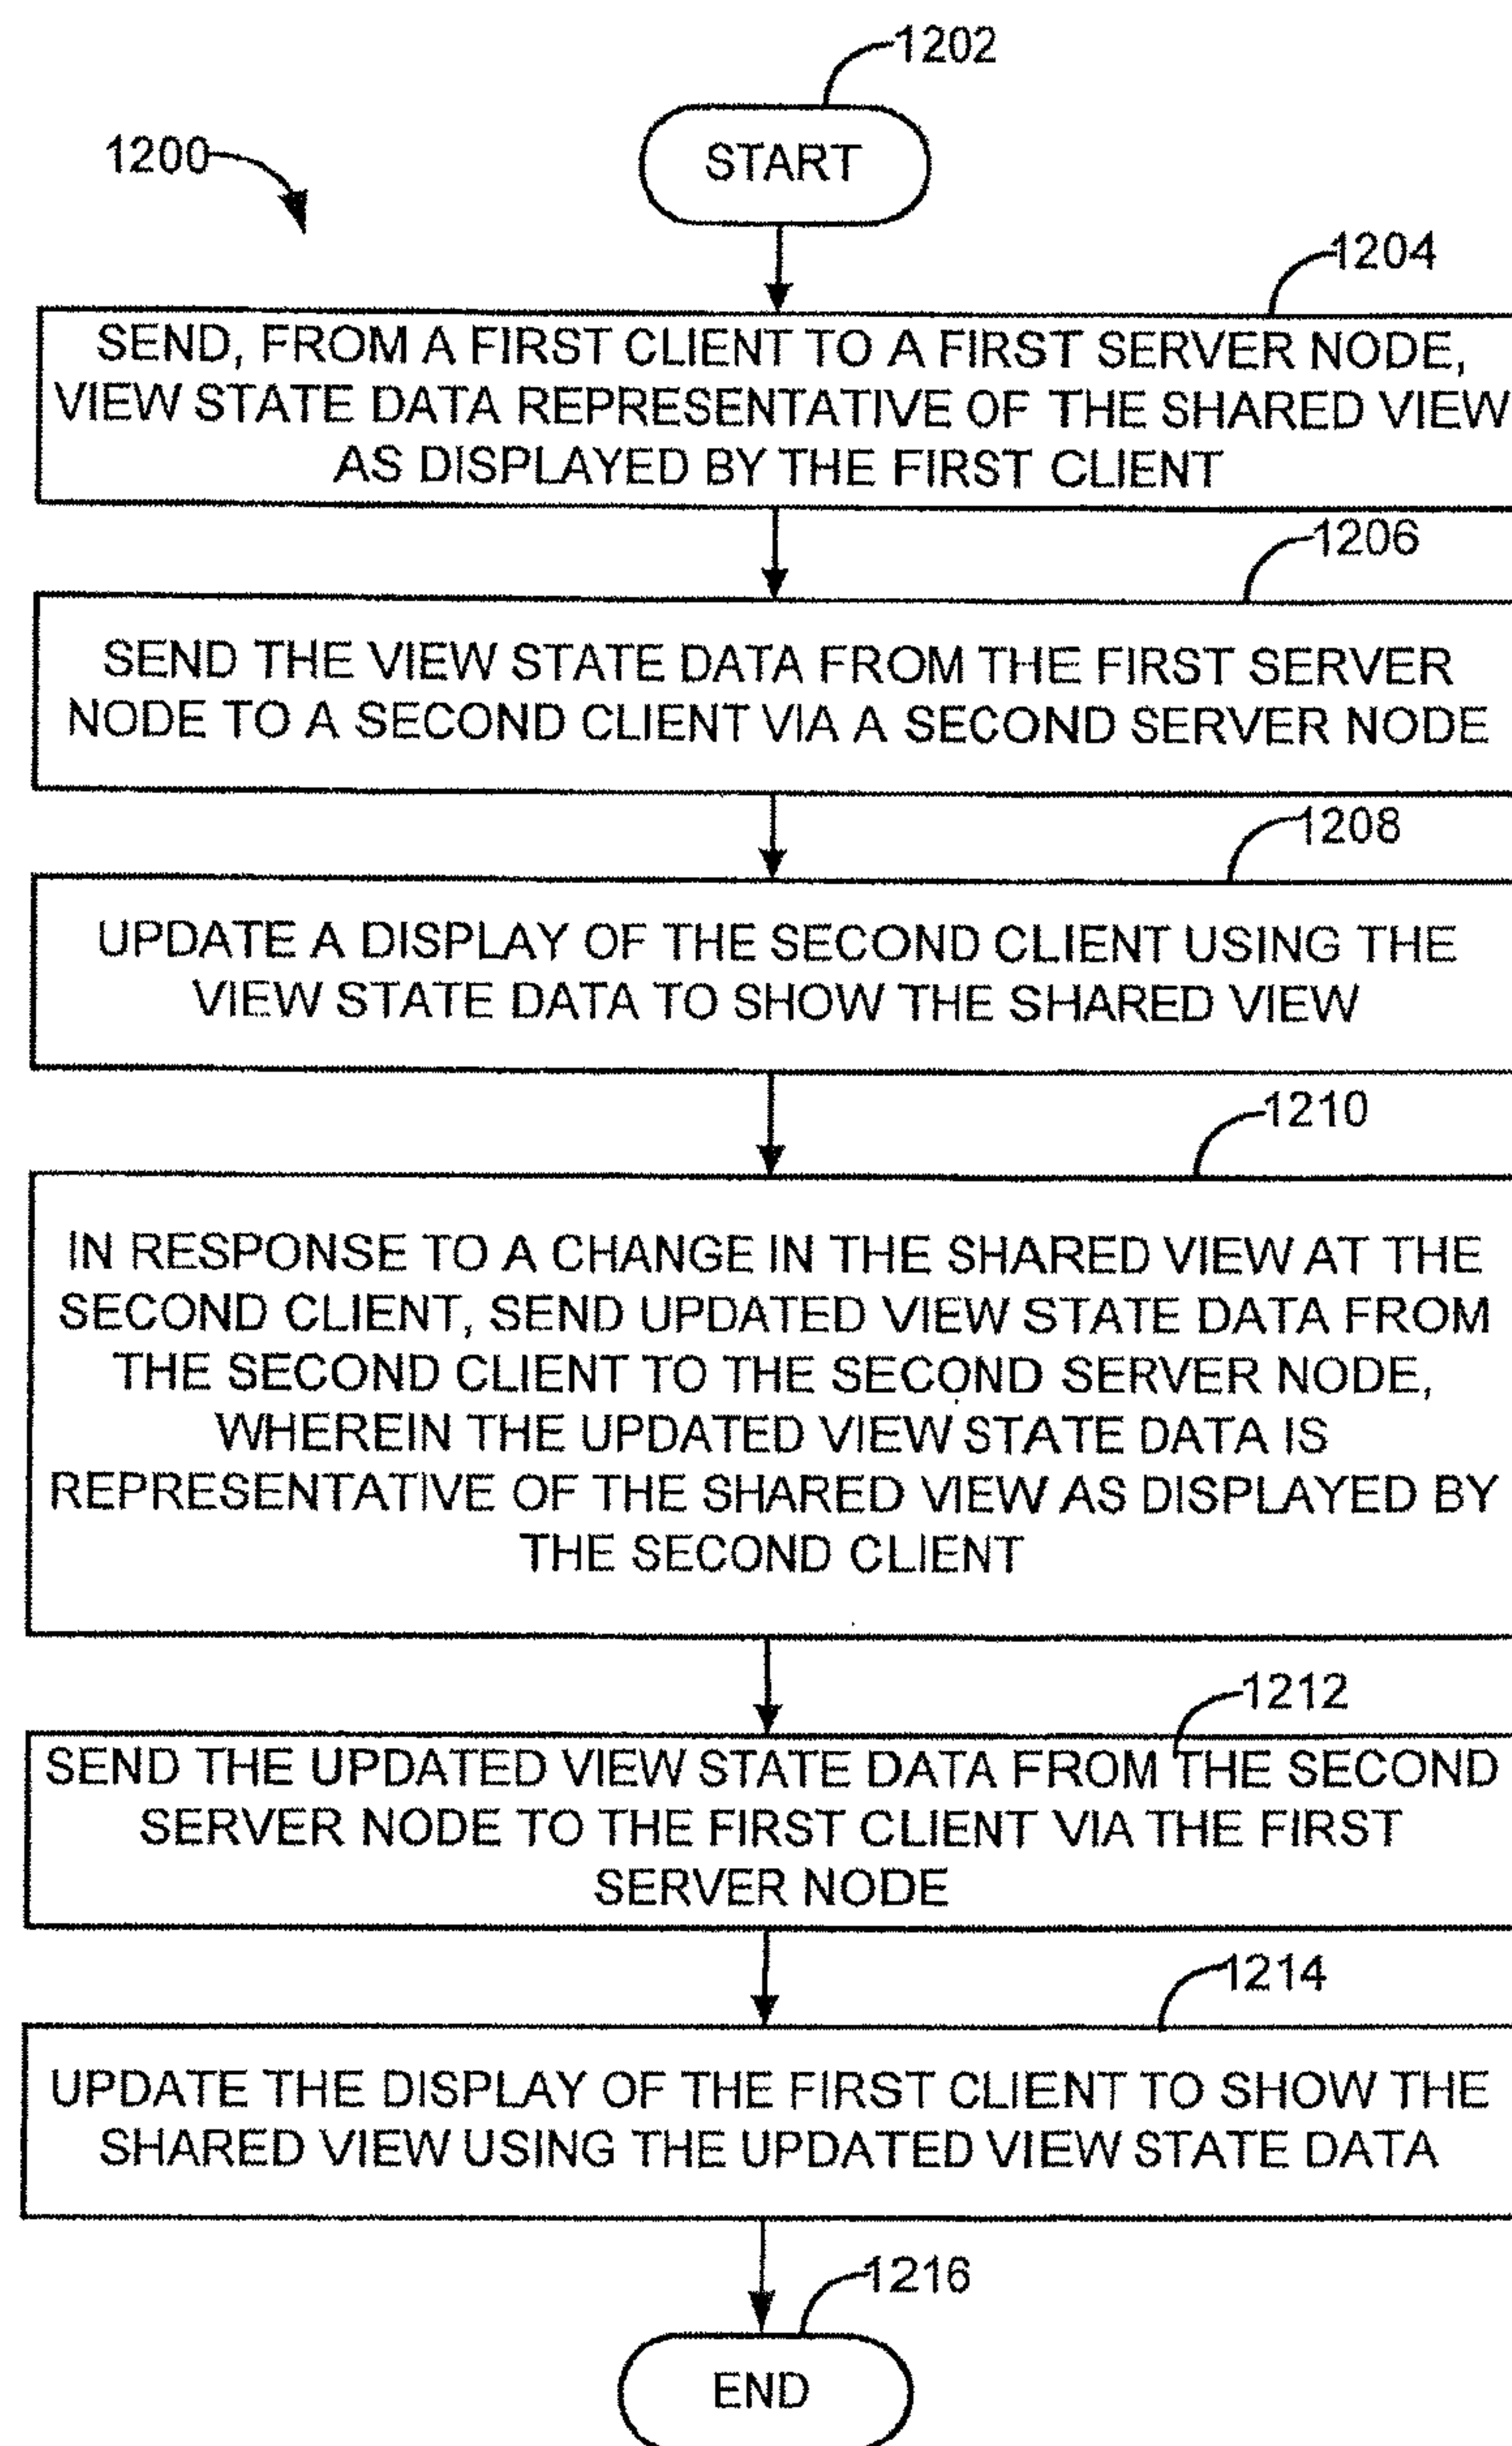 1202
1200
START
1204
SEND, FROM A FIRST CLIENT TO A FIRST SERVER NODE,
VIEW STATE DATA REPRESENTATIVE OF THE SHARED VIEW
AS DISPLAYED BY THE FIRST CLIENT
1206
SEND THE VIEW STATE DATA FROM THE FIRST SERVER
NODE TO A SECOND CLIENT VIA A SECOND SERVER NODE
1208
UPDATE A DISPLAY OF THE SECOND CLIENT USING THE
VIEW STATE DATA TO SHOW THE SHARED VIEW
1210
IN RESPONSE TO A CHANGE IN THE SHARED VIEW AT THE
SECOND CLIENT, SEND UPDATED VIEW STATE DATA FROM
THE SECOND CLIENT TO THE SECOND SERVER NODE,
WHEREIN THE UPDATED VIEW STATE DATA IS
REPRESENTATIVE OF THE SHARED VIEW AS DISPLAYED BY
THE SECOND CLIENT
1212
SEND THE UPDATED VIEW STATE DATA FROM THE SECOND
SERVER NODE TO THE FIRST CLIENT VIA THE FIRST
SERVER NODE
1214
UPDATE THE DISPLAY OF THE FIRST CLIENT TO SHOW THE
SHARED VIEW USING THE UPDATED VIEW STATE DATA
1216
END